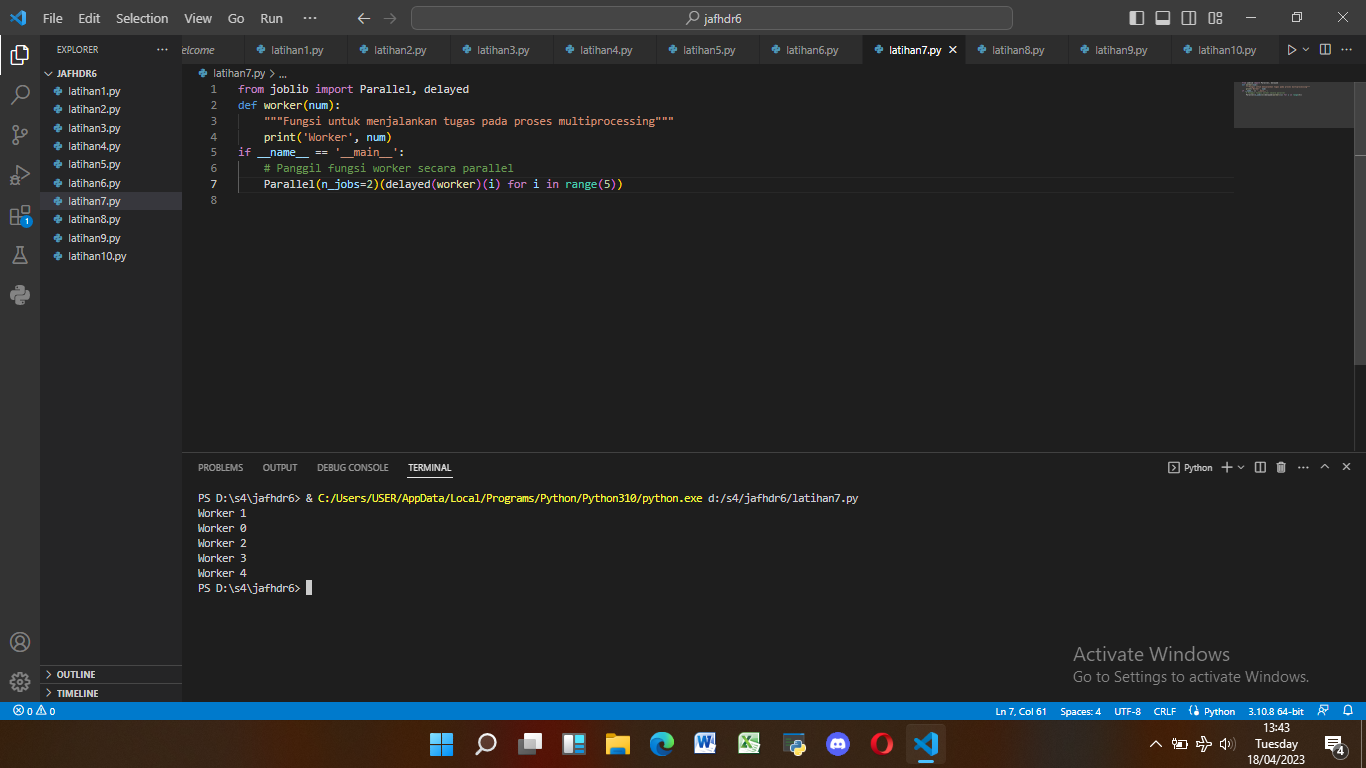 File Edit Selection View Go Run ··· jafhdr6
EXPLORER ···
elcome latihan1.py latihan2.py latihan3.py latihan4.py latihan5.py latihan6.py latihan7.py latihan8.py latihan9.py latihan10.py
JAFHDR6
latihan1.py
latihan2.py
latihan3.py
latihan4.py
latihan5.py
latihan6.py
latihan7.py
latihan8.py
latihan9.py
latihan10.py
1
OUTLINE
TIMELINE
latihan7.py > ...
1 from joblib import Parallel, delayed
2 def worker(num):
3 """Fungsi untuk menjalankan tugas pada proses multiprocessing"""
4 print('Worker', num)
5 if __name__ == '__main__':
6 # Panggil fungsi worker secara parallel
7 Parallel(n_jobs=2)(delayed(worker)(i) for i in range(5))
8
PROBLEMS OUTPUT DEBUG CONSOLE TERMINAL Python
PS D:\s4\jafhdr6> & C:/Users/USER/AppData/Local/Programs/Python/Python310/python.exe d:/s4/jafhdr6/latihan7.py
Worker 1
Worker 0
Worker 2
Worker 3
Worker 4
PS D:\s4\jafhdr6>
Activate Windows
Go to Settings to activate Windows.
0 0 Ln 7, Col 61 Spaces: 4 UTF-8 CRLF Python 3.10.8 64-bit
13:43
Tuesday
18/04/2023
4